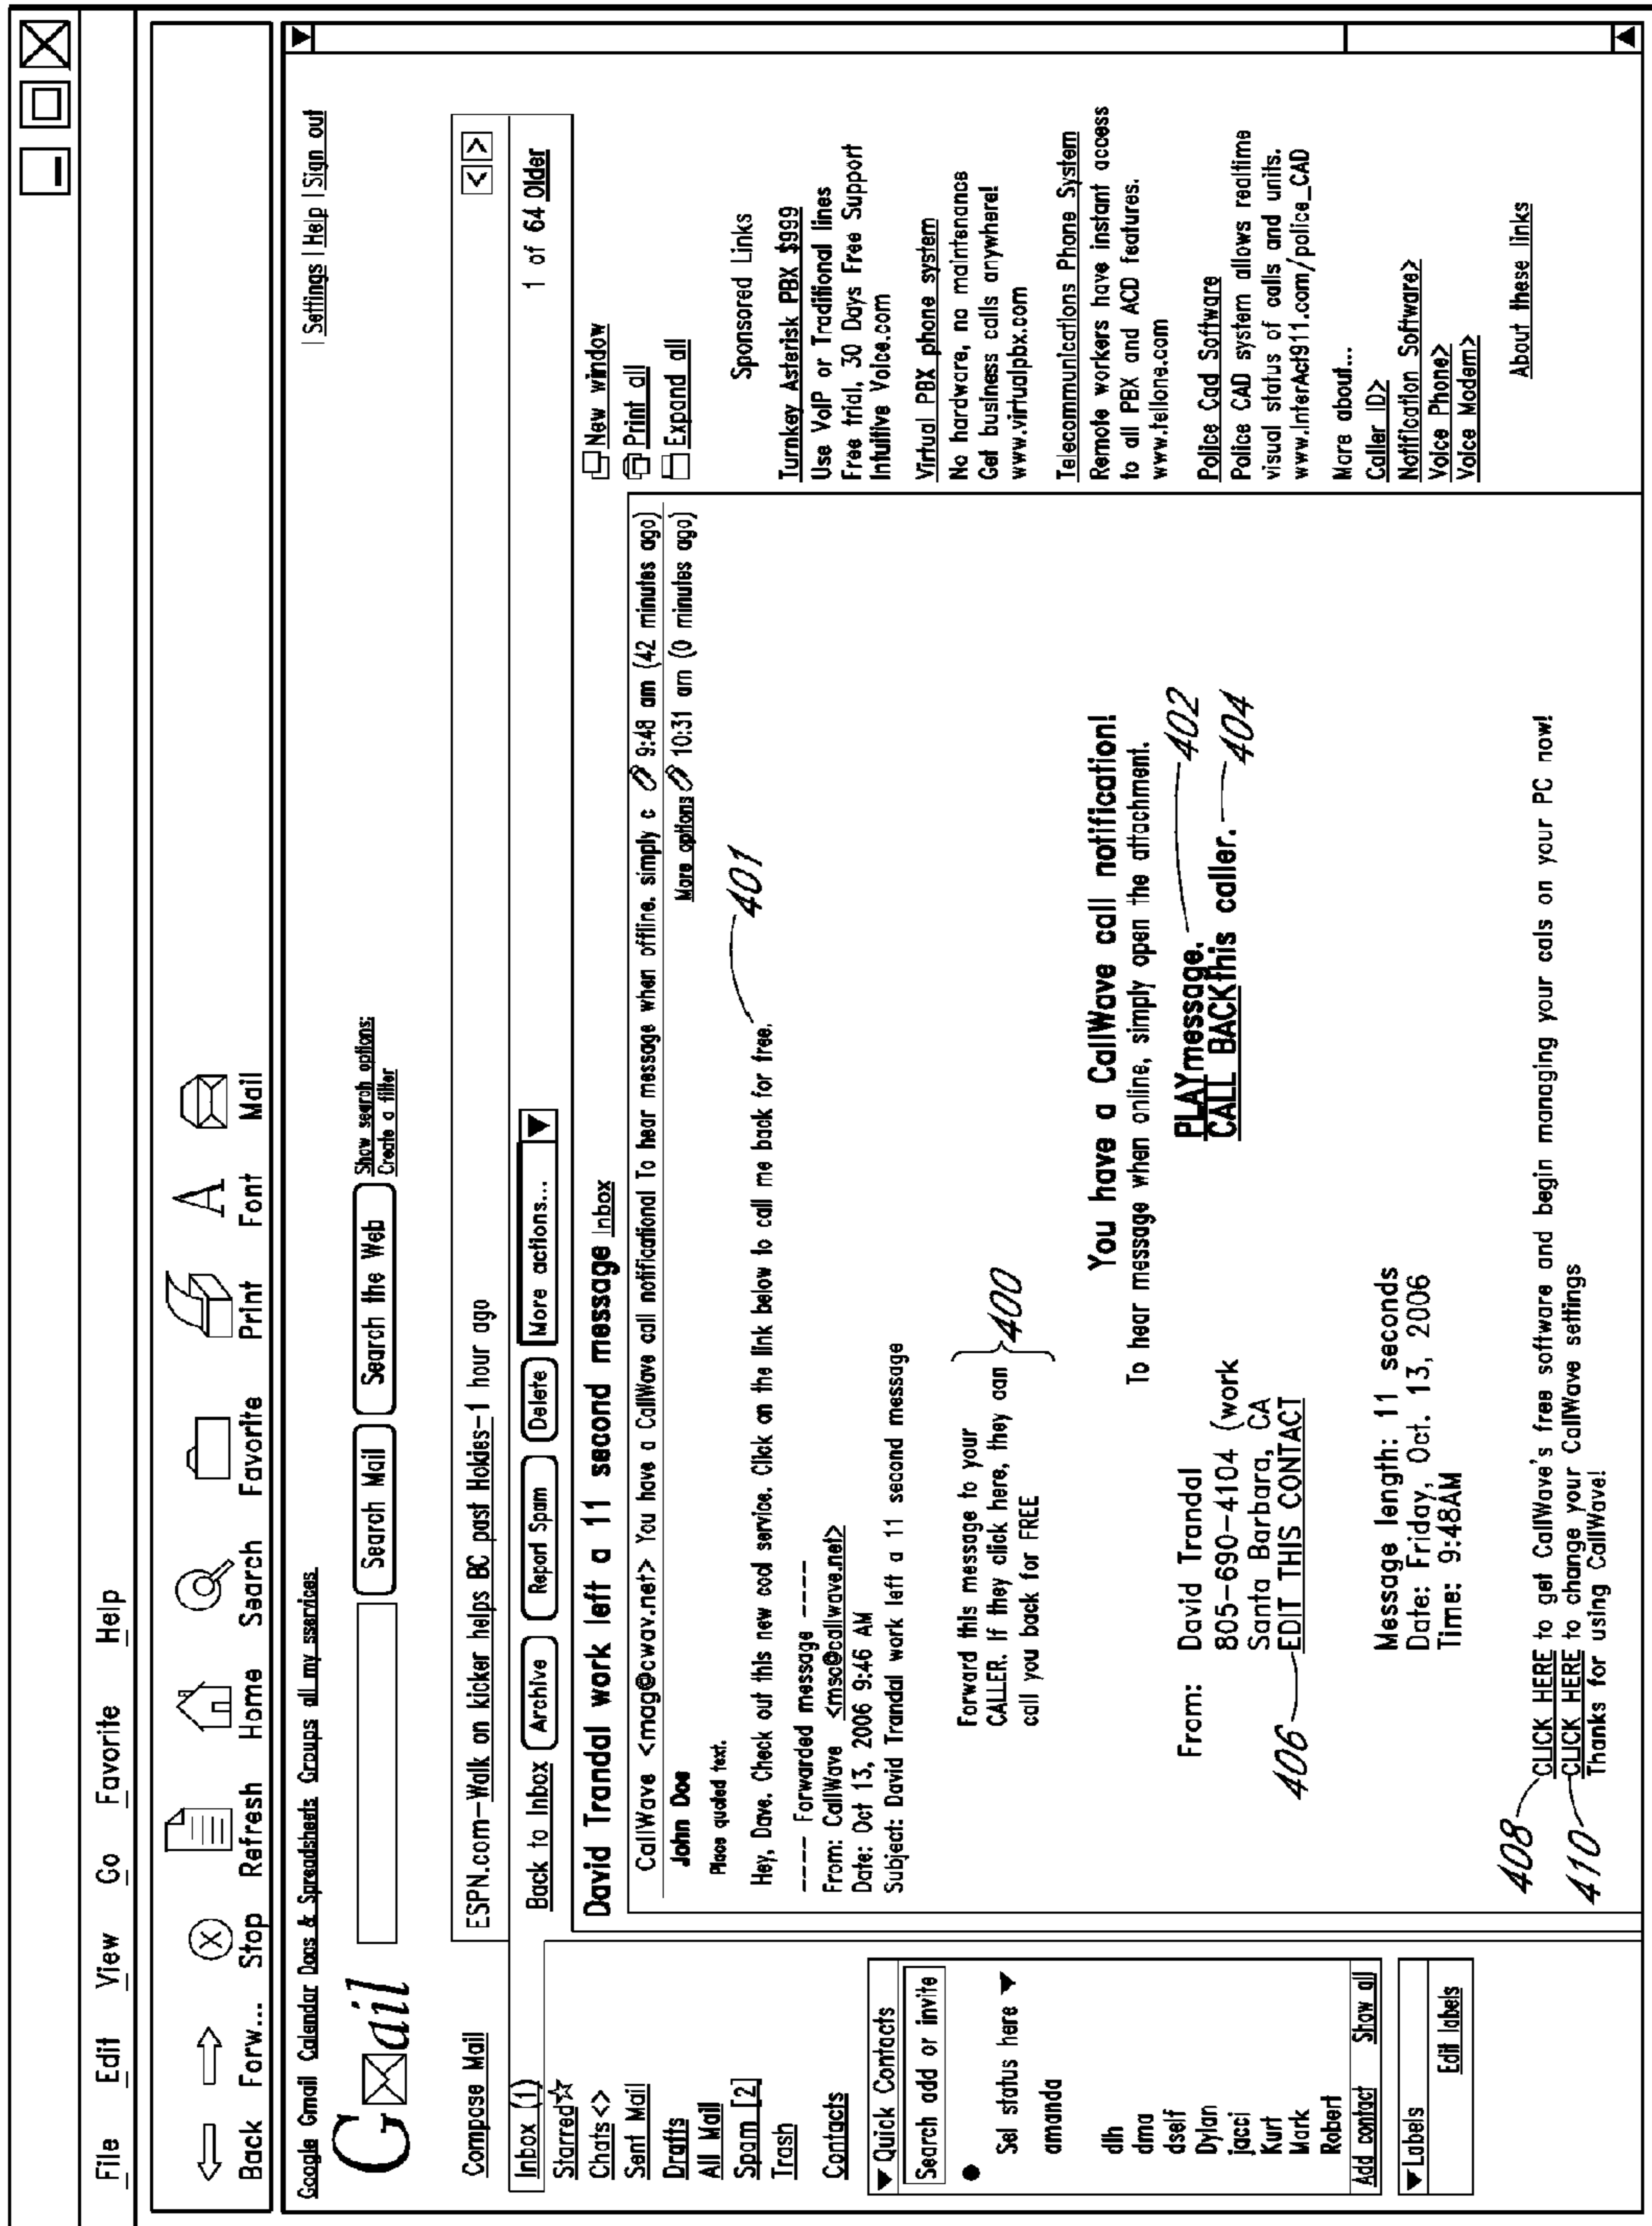 File Edit View Go Favorite Help
Back Forw... Stop Refresh Home Search Favorite Print Font Mail
Google Gmail Calendar Docs & Spreadsheets Groups all my sservices
| Settings | Help | Sign out
GMail
Search Mail
Search the Web
Show search options:
Create a filter
Compose Mail
Inbox (1)
Starred☆
Chats<>
Sent Mail
Drafts
All Mail
Spam [2]
Trash
Contacts
▼ Quick Contacts
Search add or invite
● Sel status here ▼
amanda
dlh
dma
dself
Dylan
jacci
Kurt
Mark
Robert
Add contact Show all
▼Labels
Edit labels
ESPN.com-Walk on kicker helps BC past Hokies-1 hour ago
< >
Back to Inbox Archive Report Spam Delete More actions... ▼
1 of 64 Older
David Trandal work left a 11 second message Inbox
New window
Print all
Expand all
CallWave <mag@cwav.net> You have a CallWave call notificational To hear message when offline. simply c 9:48 am (42 minutes ago)
John Doe More options 10:31 am (0 minutes ago)
Place quoted text.
Hey, Dave. Check out this new cool service. Click on the link below to call me back for free.
401
---- Forwarded message ----
From: CallWave <msc@callwave.net>
Date: Oct 13, 2006 9:46 AM
Subject: David Trandal work left a 11 second message
Forward this message to your
CALLER. If they click here, they can
call you back for FREE
400
You have a CallWave call notification!
To hear message when online, simply open the attachment.
PLAYmessage.
402
CALL BACKthis caller.
404
From: David Trandal
805-690-4104 (work
Santa Barbara, CA
EDIT THIS CONTACT
406
Message length: 11 seconds
Date: Friday, Oct. 13, 2006
Time: 9:48AM
408
CLICK HERE to get CallWave's free software and begin managing your cals on your PC now!
410
CLICK HERE to change your CallWave settings
Thanks for using CallWave!
Sponsored Links
Turnkey Asterisk PBX $999
Use VoIP or Traditional lines
Free trial, 30 Days Free Support
Intuitive Voice.com
Virtual PBX phone system
No hardware, no maintenance
Get business calls anywhere!
www.virtualpbx.com
Telecommunications Phone System
Remote workers have instant access
to all PBX and ACD features.
www.tellone.com
Police Cad Software
Police CAD system allows realtime
visual status of calls and units.
www.InterAct911.com/police_CAD
More about...
Caller ID>
Notification Software>
Voice Phone>
Voice Modem>
About these links